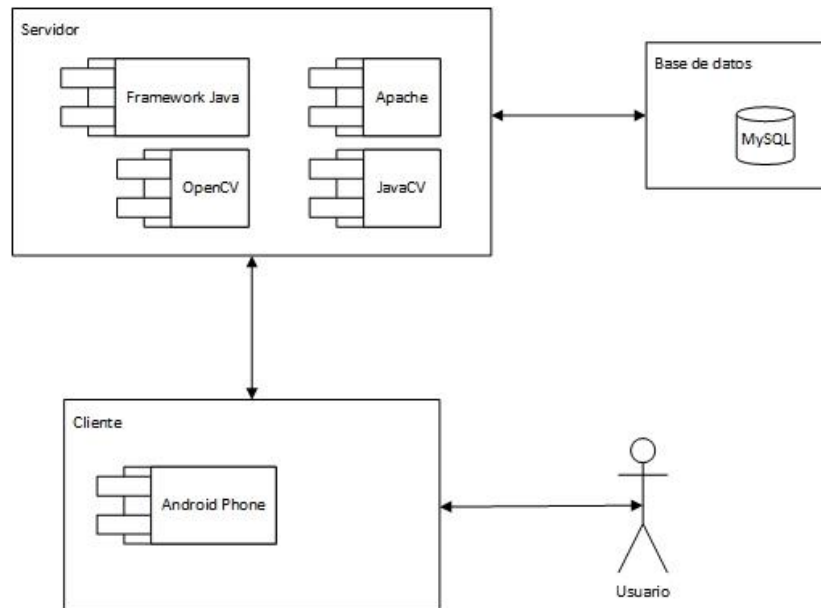 Servidor
Framework Java
Apache
OpenCV
JavaCV
Base de datos
MySQL
Cliente
Android Phone
Usuario